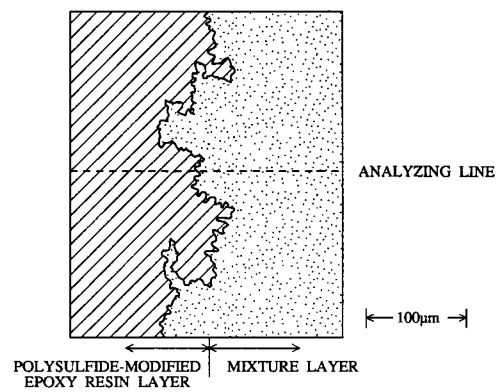 ANALYZING LINE
100μm
POLYSULFIDE-MODIFIED
EPOXY RESIN LAYER
MIXTURE LAYER